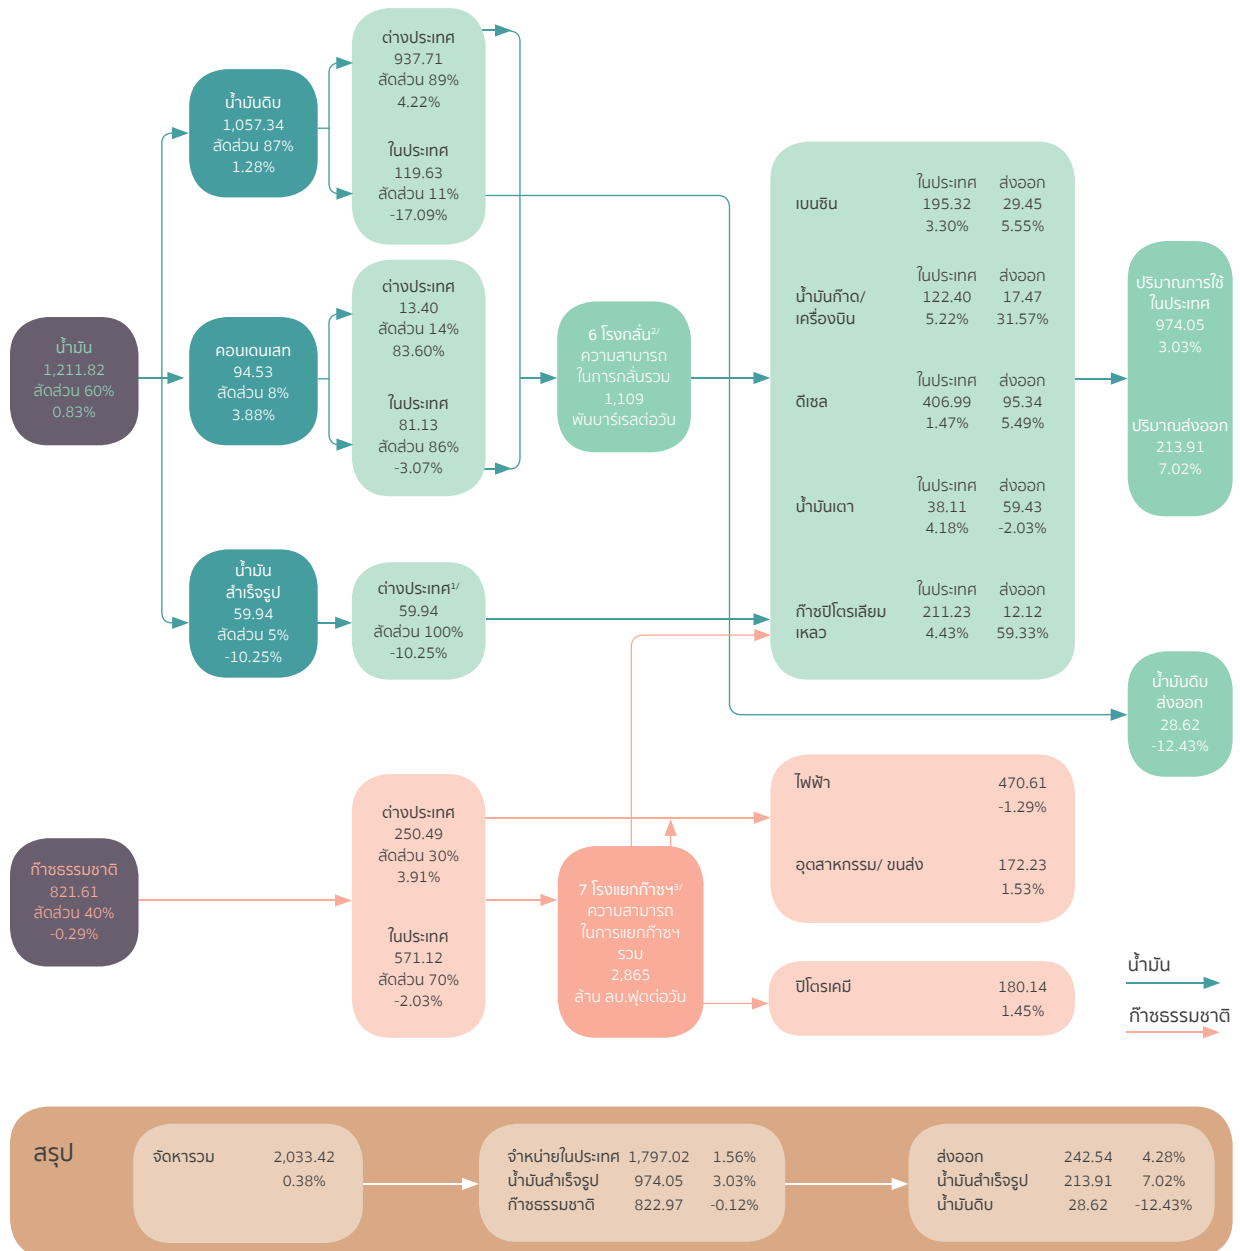 น้ำมัน
1,211.82
สัดส่วน 60%
0.83%
น้ำมันดิบ
1,057.34
สัดส่วน 87%
1.28%
คอนเดนเสท
94.53
สัดส่วน 8%
3.88%
น้ำมัน
สำเร็จรูป
59.94
สัดส่วน 5%
-10.25%
ต่างประเทศ
937.71
สัดส่วน 89%
4.22%
ในประเทศ
119.63
สัดส่วน 11%
-17.09%
ต่างประเทศ
13.40
สัดส่วน 14%
83.60%
ในประเทศ
81.13
สัดส่วน 86%
-3.07%
ต่างประเทศ1/
59.94
สัดส่วน 100%
-10.25%
6 โรงกลั่น2/
ความสามารถ
ในการกลั่นรวม
1,109
พันบาร์เรลต่อวัน
ในประเทศ ส่งออก
เบนซิน 195.32 29.45
3.30% 5.55%
ในประเทศ ส่งออก
น้ำมันก๊าด/ 122.40 17.47
เครื่องบิน 5.22% 31.57%
ในประเทศ ส่งออก
ดีเซล 406.99 95.34
1.47% 5.49%
ในประเทศ ส่งออก
น้ำมันเตา 38.11 59.43
4.18% -2.03%
ในประเทศ ส่งออก
ก๊าซปิโตรเลียม 211.23 12.12
เหลว 4.43% 59.33%
ปริมาณการใช้
ในประเทศ
974.05
3.03%
ปริมาณส่งออก
213.91
7.02%
น้ำมันดิบ
ส่งออก
28.62
-12.43%
ก๊าซธรรมชาติ
821.61
สัดส่วน 40%
-0.29%
ต่างประเทศ
250.49
สัดส่วน 30%
3.91%
ในประเทศ
571.12
สัดส่วน 70%
-2.03%
7 โรงแยกก๊าซฯ3/
ความสามารถ
ในการแยกก๊าซฯ
รวม
2,865
ล้าน ลบ.ฟุตต่อวัน
ไฟฟ้า 470.61
-1.29%
อุตสาหกรรม/ ขนส่ง 172.23
1.53%
ปิโตรเคมี 180.14
1.45%
น้ำมัน
ก๊าซธรรมชาติ
สรุป
จัดหารวม 2,033.42
0.38%
จำหน่ายในประเทศ 1,797.02 1.56%
น้ำมันสำเร็จรูป 974.05 3.03%
ก๊าซธรรมชาติ 822.97 -0.12%
ส่งออก 242.54 4.28%
น้ำมันสำเร็จรูป 213.91 7.02%
น้ำมันดิบ 28.62 -12.43%